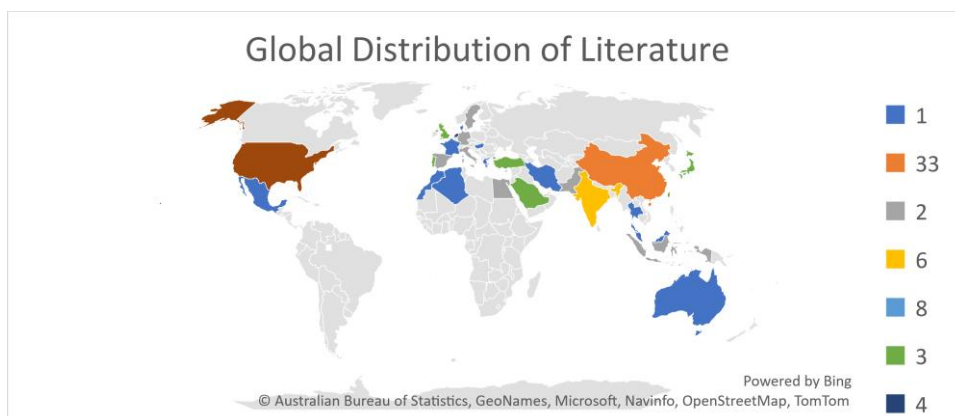 Global Distribution of Literature
1
33
2
6
8
3
4
Powered by Bing
© Australian Bureau of Statistics, GeoNames, Microsoft, Navinfo, OpenStreetMap, TomTom